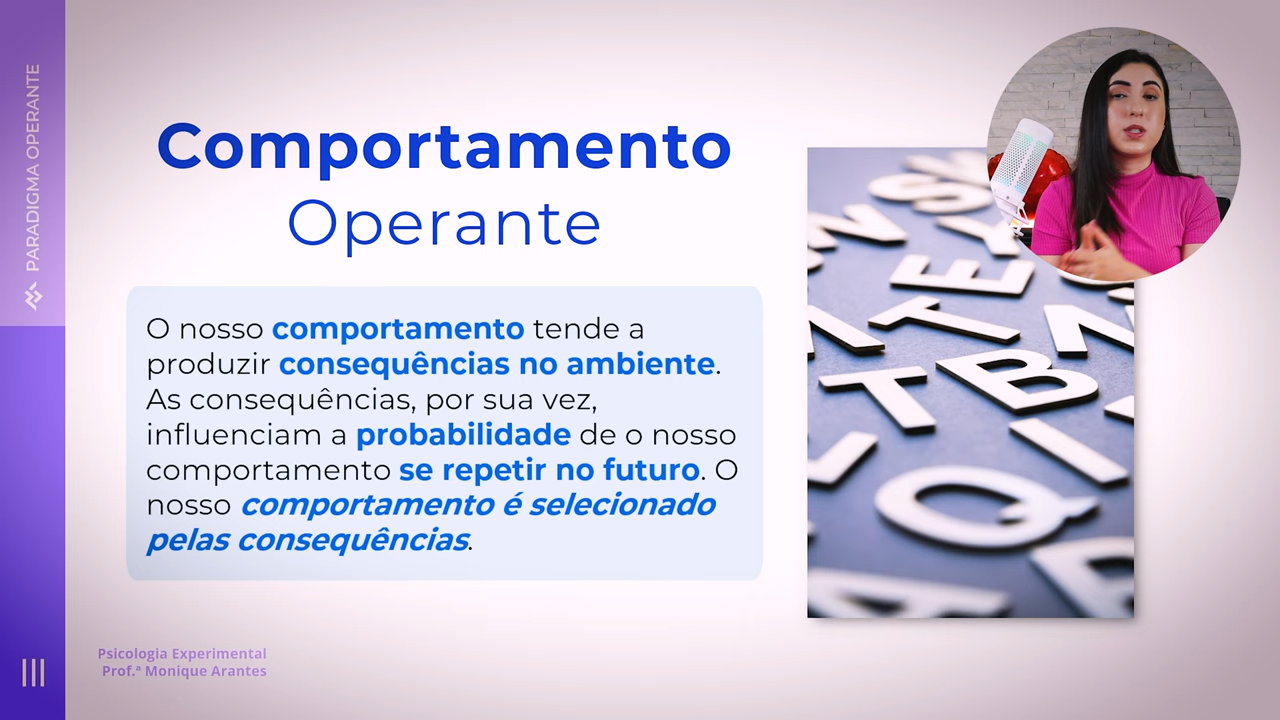 PARADIGMA OPERANTE
Comportamento
Operante
O nosso comportamento tende a
produzir consequências no ambiente.
As consequências, por sua vez,
influenciam a probabilidade de o nosso
comportamento se repetir no futuro. O
nosso comportamento é selecionado
pelas consequências.
Psicologia Experimental
Prof.ª Monique Arantes